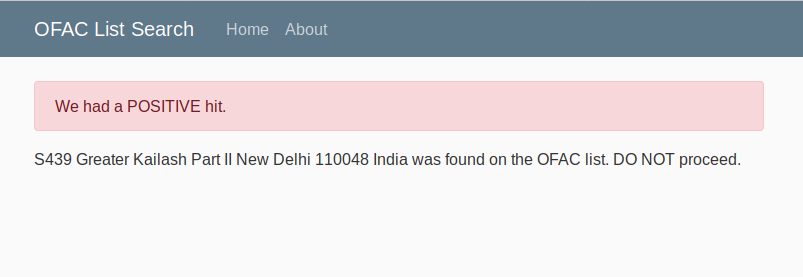 OFAC List Search Home About
We had a POSITIVE hit.
S439 Greater Kailash Part II New Delhi 110048 India was found on the OFAC list. DO NOT proceed.